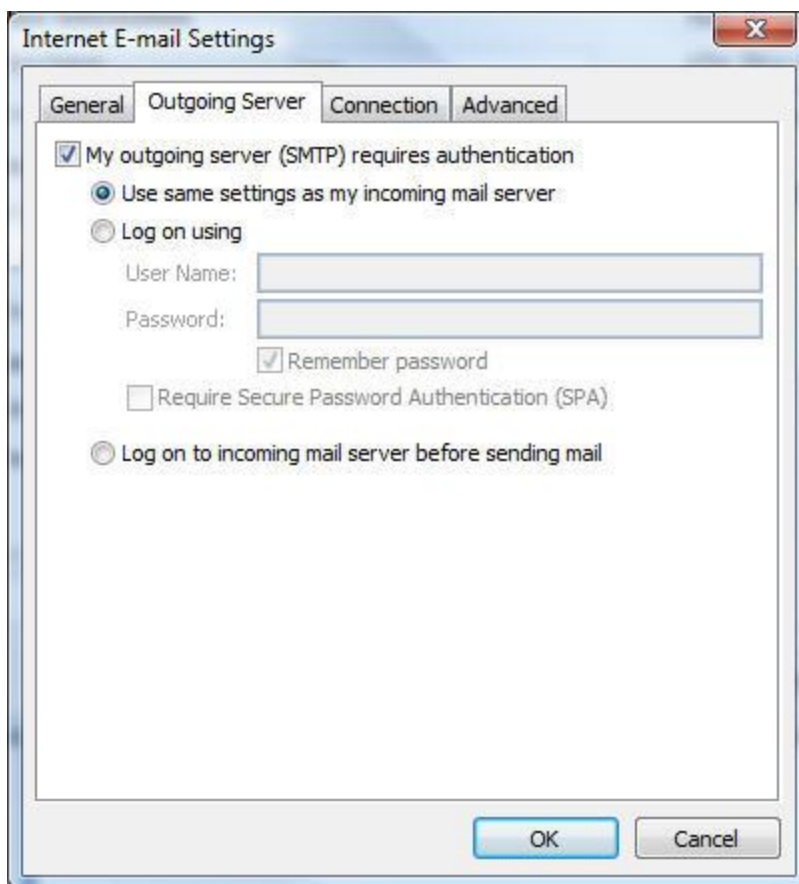 Internet E-mail Settings
General Outgoing Server Connection Advanced
My outgoing server (SMTP) requires authentication
Use same settings as my incoming mail server
Log on using
User Name:
Password:
Remember password
Require Secure Password Authentication (SPA)
Log on to incoming mail server before sending mail
OK Cancel